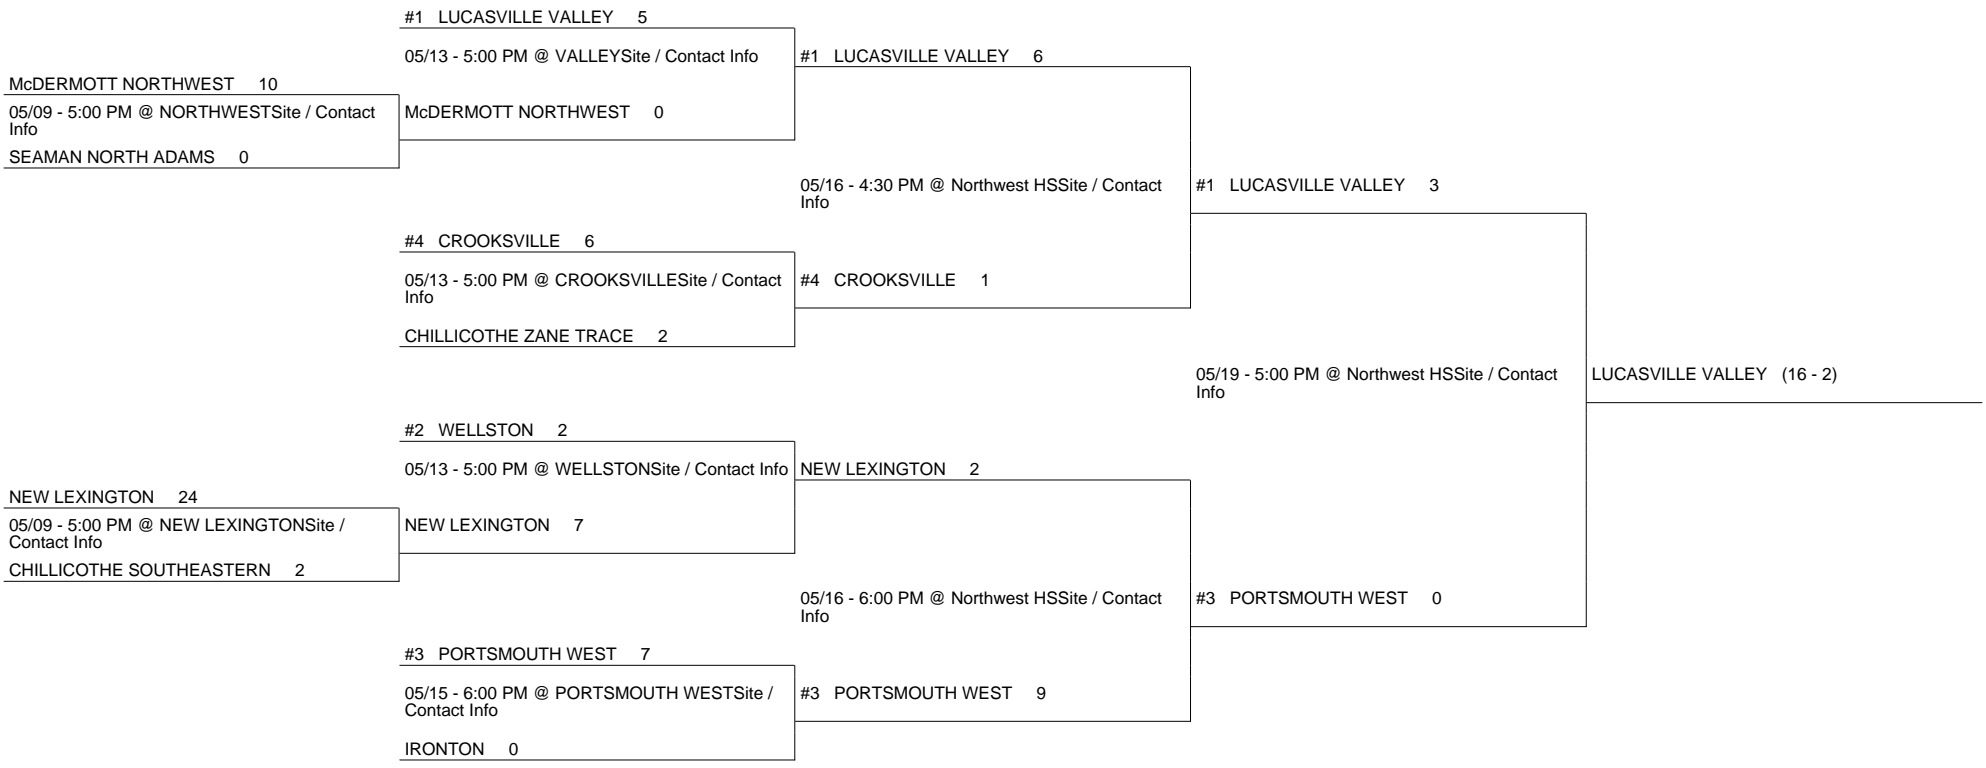 #1 LUCASVILLE VALLEY 5
05/13 - 5:00 PM @ VALLEYSite / Contact Info
#1 LUCASVILLE VALLEY 6
McDERMOTT NORTHWEST 10
05/09 - 5:00 PM @ NORTHWESTSite / Contact
Info
McDERMOTT NORTHWEST 0
SEAMAN NORTH ADAMS 0
05/16 - 4:30 PM @ Northwest HSSite / Contact
Info
#1 LUCASVILLE VALLEY 3
#4 CROOKSVILLE 6
05/13 - 5:00 PM @ CROOKSVILLESite / Contact
Info
#4 CROOKSVILLE 1
CHILLICOTHE ZANE TRACE 2
05/19 - 5:00 PM @ Northwest HSSite / Contact
Info
LUCASVILLE VALLEY (16 - 2)
#2 WELLSTON 2
05/13 - 5:00 PM @ WELLSTONSite / Contact Info
NEW LEXINGTON 2
NEW LEXINGTON 24
05/09 - 5:00 PM @ NEW LEXINGTONSite /
Contact Info
NEW LEXINGTON 7
CHILLICOTHE SOUTHEASTERN 2
05/16 - 6:00 PM @ Northwest HSSite / Contact
Info
#3 PORTSMOUTH WEST 0
#3 PORTSMOUTH WEST 7
05/15 - 6:00 PM @ PORTSMOUTH WESTSite /
Contact Info
#3 PORTSMOUTH WEST 9
IRONTON 0